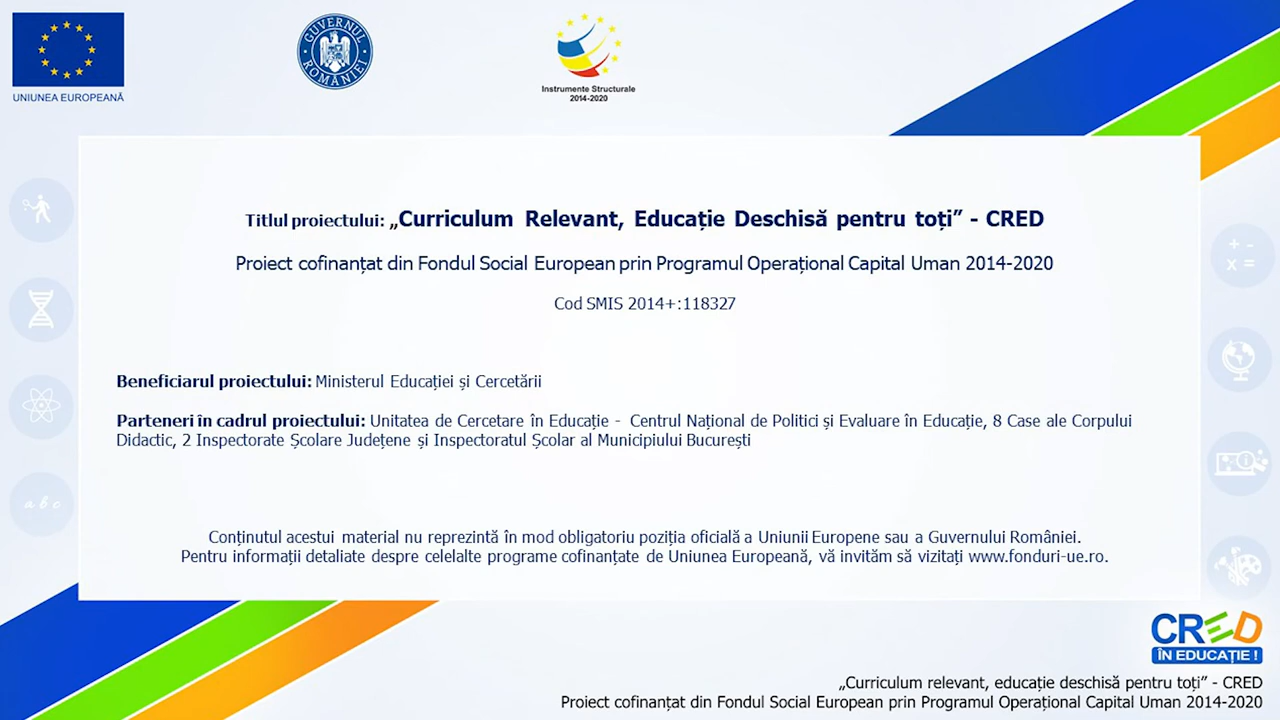 UNIUNEA EUROPEANĂ
GUVERNUL ROMÂNIEI
Instrumente Structurale
2014-2020
Titlul proiectului: „Curriculum Relevant, Educație Deschisă pentru toți” - CRED
Proiect cofinanțat din Fondul Social European prin Programul Operațional Capital Uman 2014-2020
Cod SMIS 2014+:118327
Beneficiarul proiectului: Ministerul Educației și Cercetării
Parteneri în cadrul proiectului: Unitatea de Cercetare în Educație - Centrul Național de Politici și Evaluare în Educație, 8 Case ale Corpului
Didactic, 2 Inspectorate Școlare Județene și Inspectoratul Școlar al Municipiului București
+ -
x =
a b c
Conținutul acestui material nu reprezintă în mod obligatoriu poziția oficială a Uniunii Europene sau a Guvernului României.
Pentru informații detaliate despre celelalte programe cofinanțate de Uniunea Europeană, vă invităm să vizitați www.fonduri-ue.ro.
CRED
ÎN EDUCAȚIE !
„Curriculum relevant, educație deschisă pentru toți” - CRED
Proiect cofinanțat din Fondul Social European prin Programul Operațional Capital Uman 2014-2020